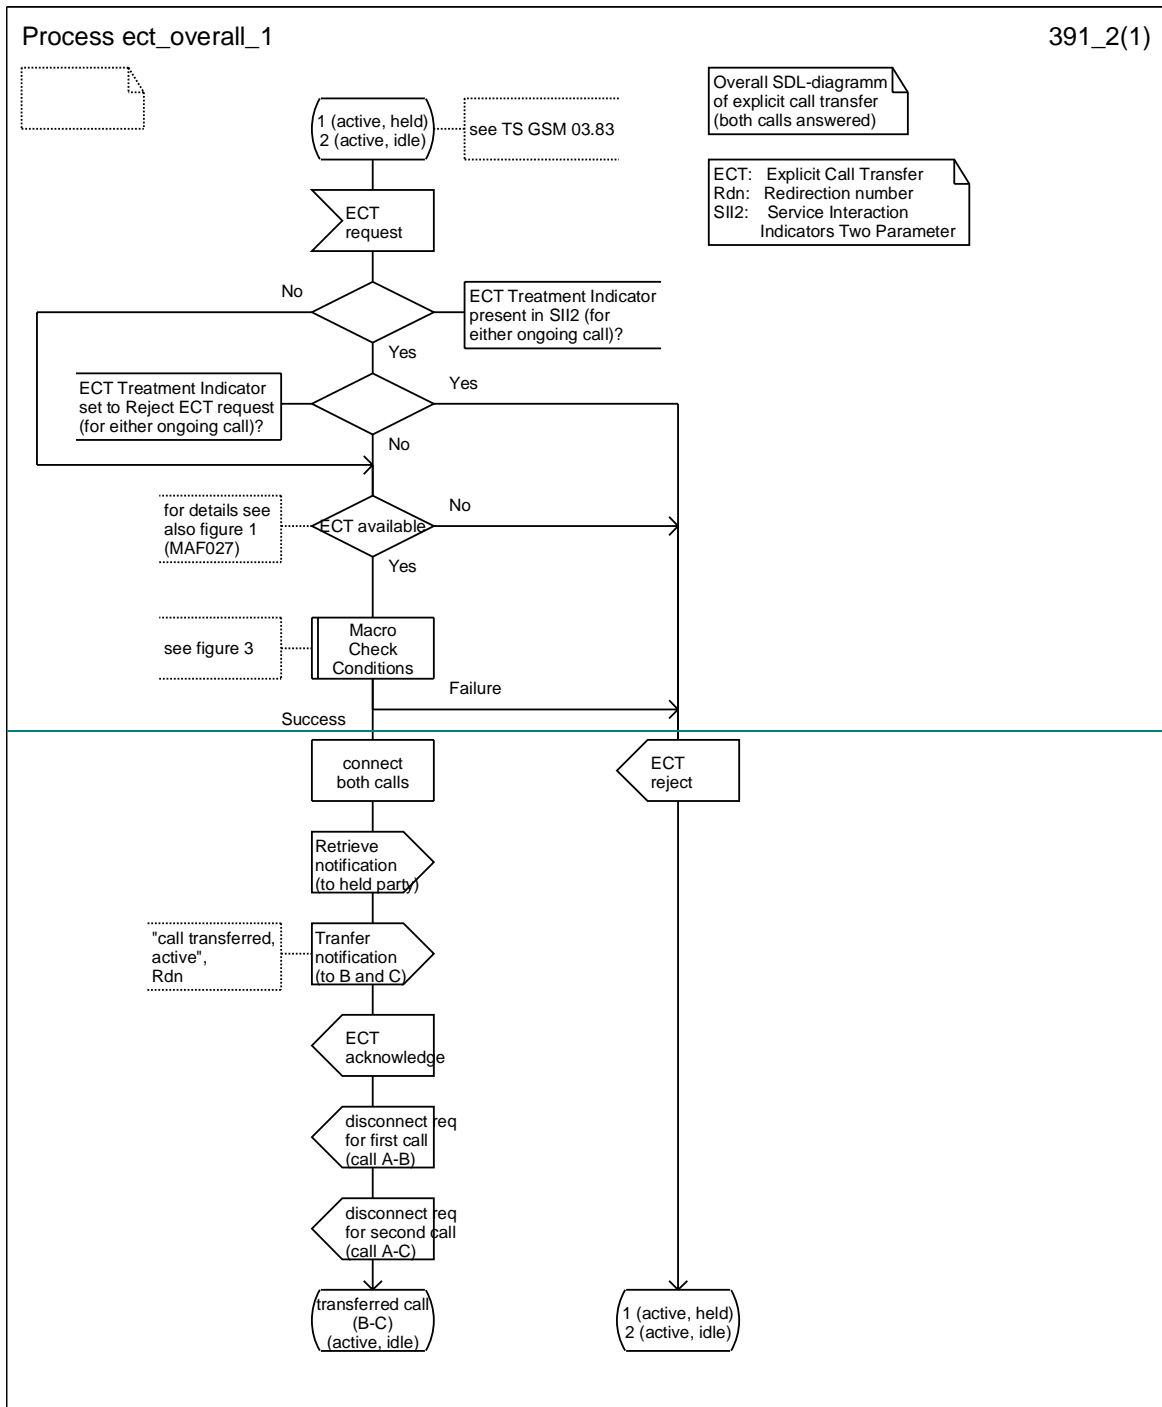 Process ect_overall_1
391_2(1)
1 (active, held)
2 (active, idle)
see TS GSM 03.83
Overall SDL-diagramm
of explicit call transfer
(both calls answered)
ECT: Explicit Call Transfer
Rdn: Redirection number
SII2: Service Interaction
Indicators Two Parameter
ECT
request
No
ECT Treatment Indicator
present in SII2 (for
either ongoing call)?
Yes
ECT Treatment Indicator
set to Reject ECT request
(for either ongoing call)?
Yes
No
for details see
also figure 1
(MAF027)
ECT available
No
Yes
see figure 3
Macro
Check
Conditions
Failure
Success
connect
both calls
ECT
reject
Retrieve
notification
(to held party)
"call transferred,
active",
Rdn
Tranfer
notification
(to B and C)
ECT
acknowledge
disconnect req
for first call
(call A-B)
disconnect req
for second call
(call A-C)
transferred call
(B-C)
(active, idle)
1 (active, held)
2 (active, idle)